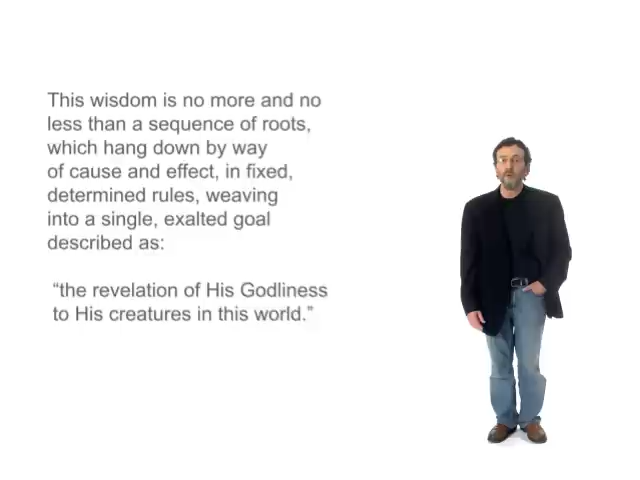 This wisdom is no more and no
less than a sequence of roots,
which hang down by way
of cause and effect, in fixed,
determined rules, weaving
into a single, exalted goal
described as:
“the revelation of His Godliness
to His creatures in this world.”